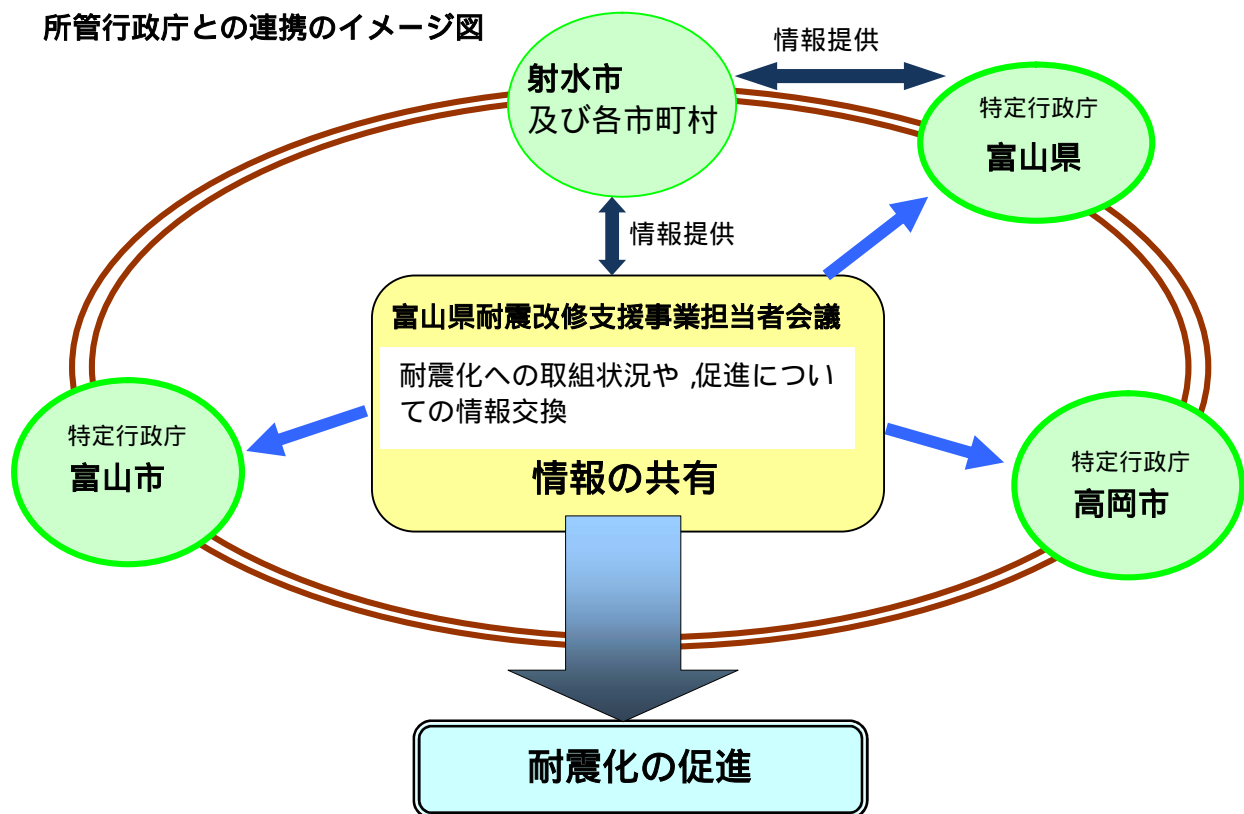 所管行政庁との連携のイメージ図
情報提供
射水市
及び各市町村
特定行政庁
富山県
情報提供
富山県耐震改修支援事業担当者会議
耐震化への取組状況や ,促進につい
ての情報交換
情報の共有
特定行政庁
富山市
特定行政庁
高岡市
耐震化の促進